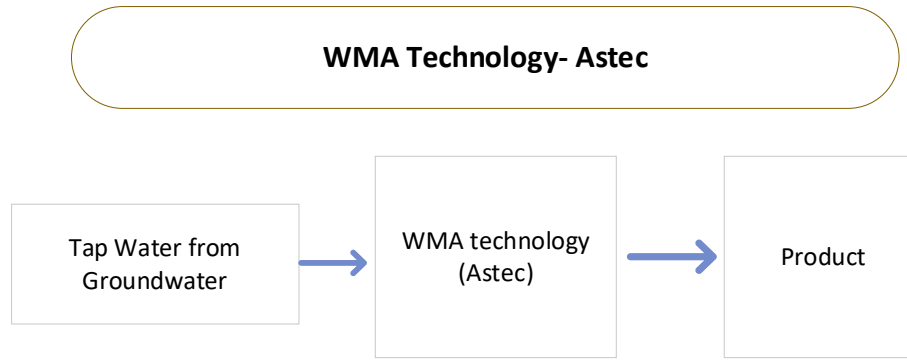 WMA Technology- Astec
Tap Water from
Groundwater
WMA technology
(Astec)
Product